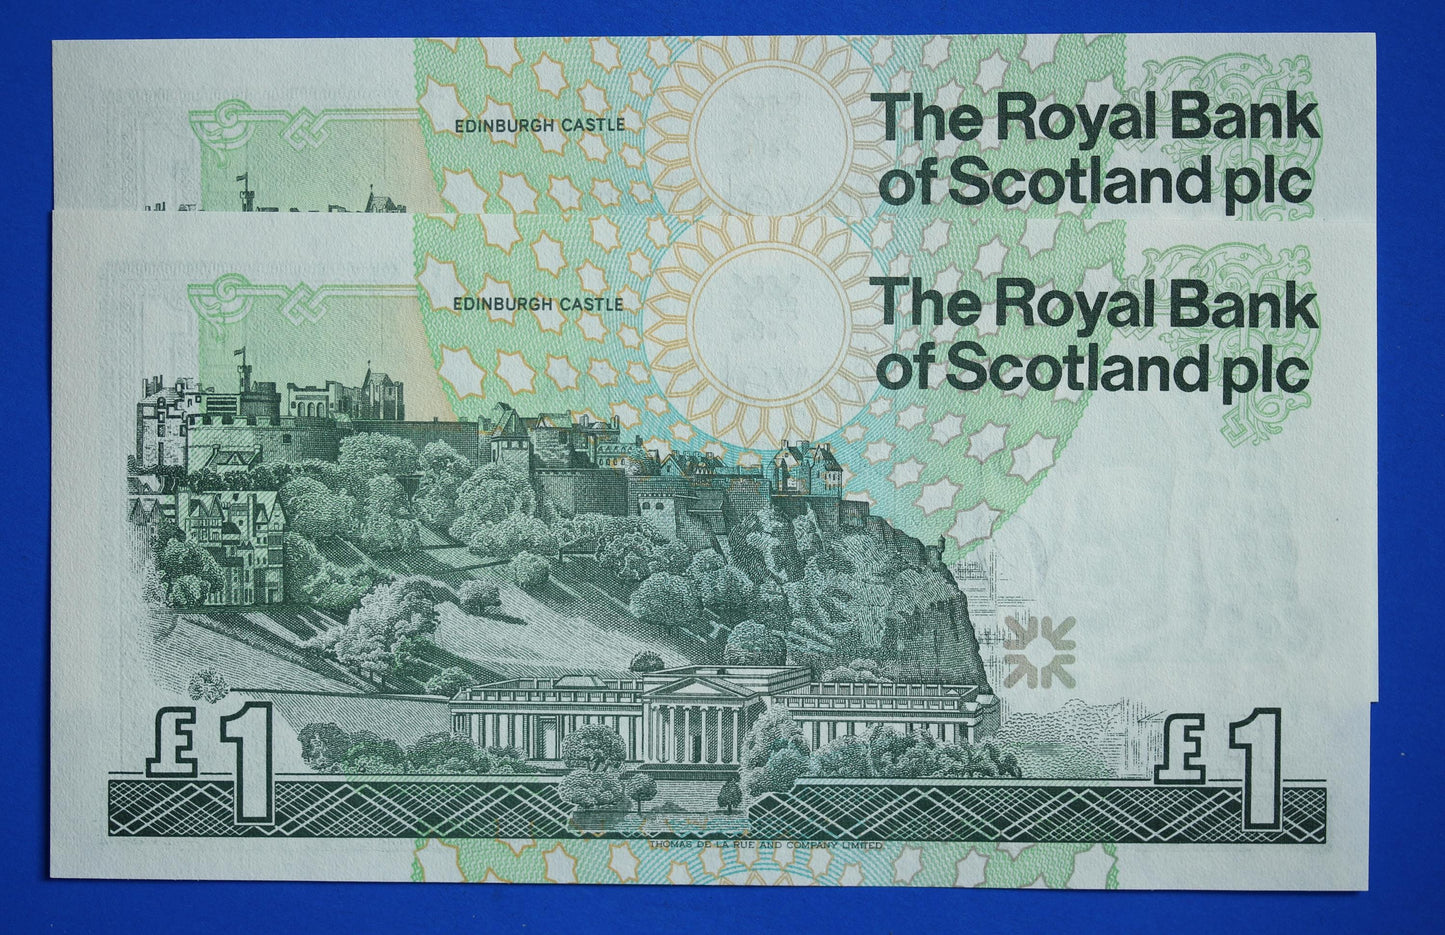 EDINBURGH CASTLE
The Royal Bank
of Scotland plc
EDINBURGH CASTLE
The Royal Bank
of Scotland plc
£1
£1
THOMAS DE LA RUE AND COMPANY LIMITED.